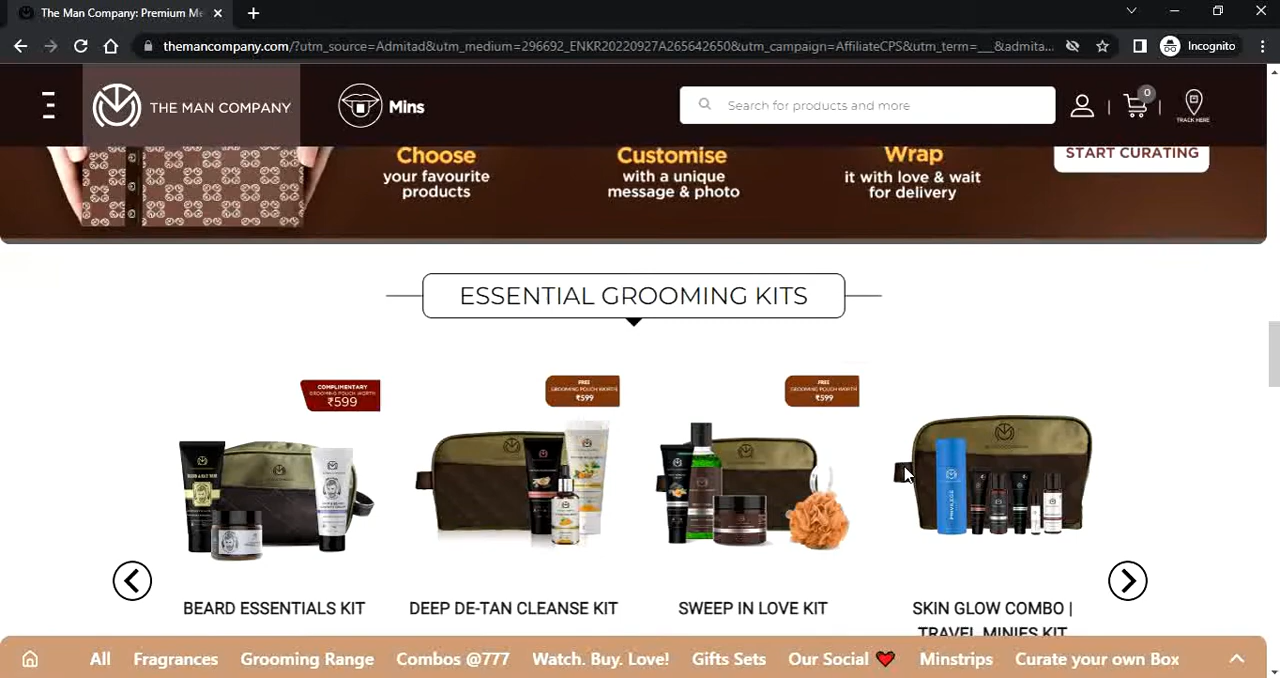 The Man Company: Premium Me
themancompany.com/?utm_source=Admitad&utm_medium=296692_ENKR20220927A265642650&utm_campaign=AffiliateCPS&utm_term=___&admita...
Incognito
THE MAN COMPANY
Mins
Search for products and more
0
TRACK HERE
Choose
your favourite
products
Customise
with a unique
message & photo
Wrap
it with love & wait
for delivery
START CURATING
ESSENTIAL GROOMING KITS
COMPLIMENTARY
GROOMING POUCH WORTH
₹599
FREE
GROOMING POUCH WORTH
₹599
FREE
GROOMING POUCH WORTH
₹599
PRIVILEGE
BEARD ESSENTIALS KIT
DEEP DE-TAN CLEANSE KIT
SWEEP IN LOVE KIT
SKIN GLOW COMBO |
TRAVEL MINIES KIT
All
Fragrances
Grooming Range
Combos @777
Watch. Buy. Love!
Gifts Sets
Our Social ❤️
Minstrips
Curate your own Box